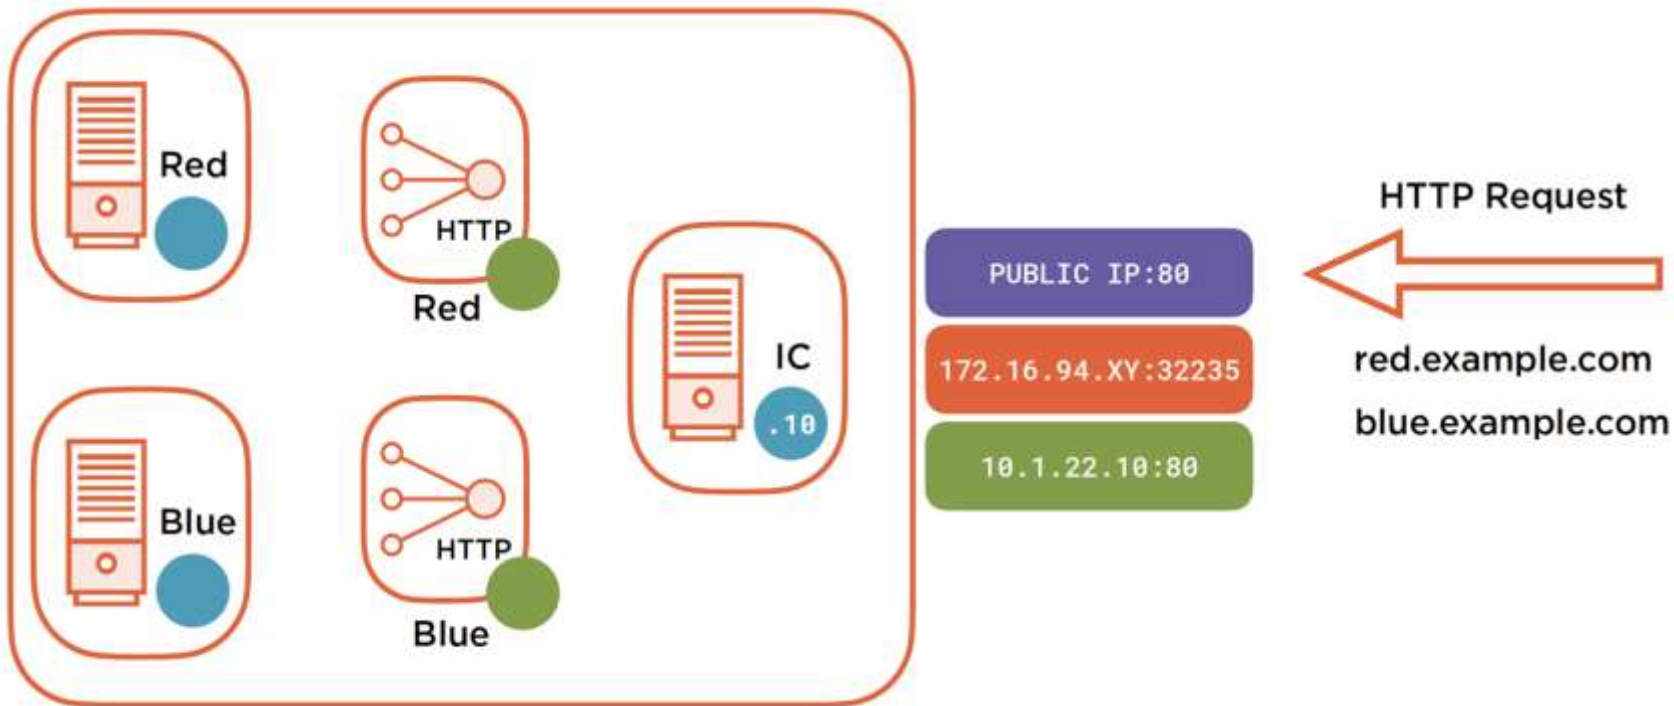 Red
HTTP
Red
Blue
HTTP
Blue
IC
.10
PUBLIC IP:80
172.16.94.XY:32235
10.1.22.10:80
HTTP Request
red.example.com
blue.example.com